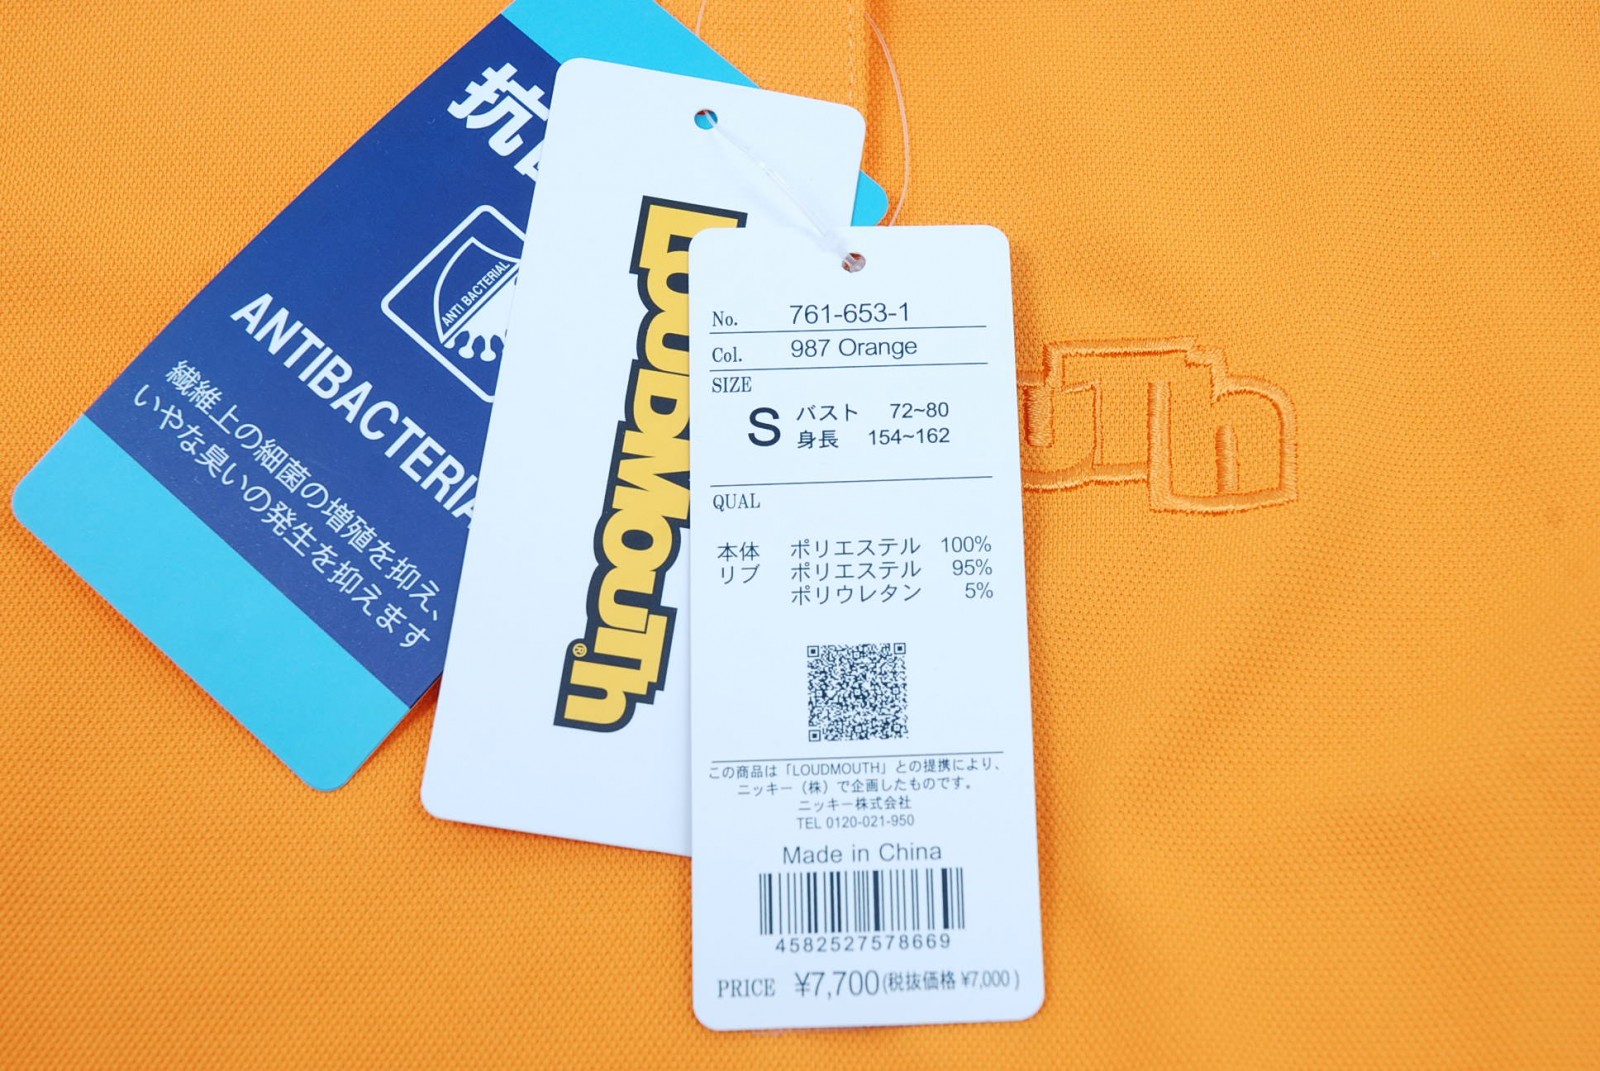 ANTI BACTERIAL
繊維上の細菌の増殖を抑え、
いやな臭いの発生を抑えます
LOUDMOUTH®
No. 761-653-1
Col. 987 Orange
SIZE
S バスト 72~80
身長 154~162
QUAL
本体 ポリエステル 100%
リブ ポリエステル 95%
ポリウレタン 5%
この商品は「LOUDMOUTH」との提携により、
ニッキー（株）で企画したものです。
ニッキー株式会社
TEL 0120-021-950
Made in China
4582527578669
PRICE ¥7,700(税抜価格 ¥7,000)